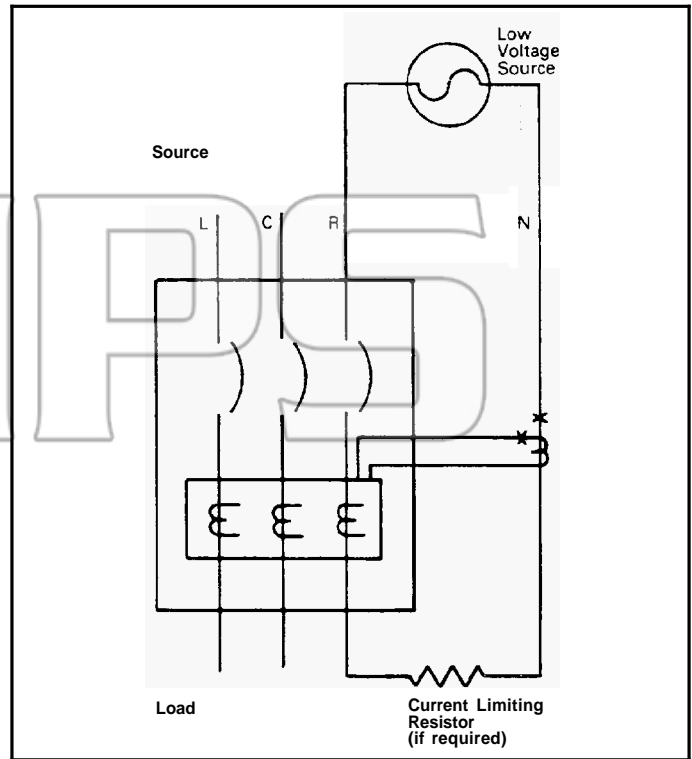 Low
Voltage
Source
Source
L C R N
Load
Current Limiting
Resistor
(if required)